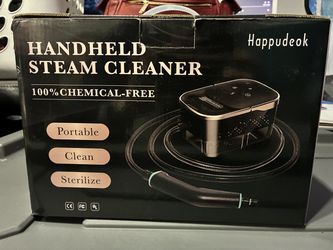 Happudeok
HANDHELD
STEAM CLEANER
100%CHEMICAL-FREE
Portable
Clean
Sterilize